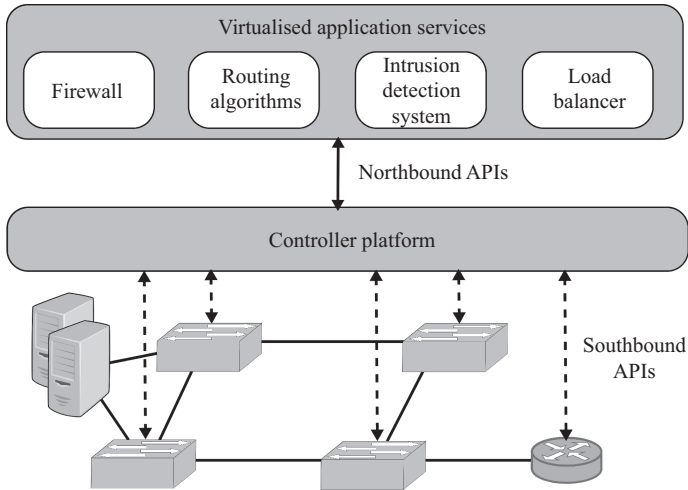 Virtualised application services
Firewall
Routing
algorithms
Intrusion
detection
system
Load
balancer
Northbound APIs
Controller platform
Southbound
APIs